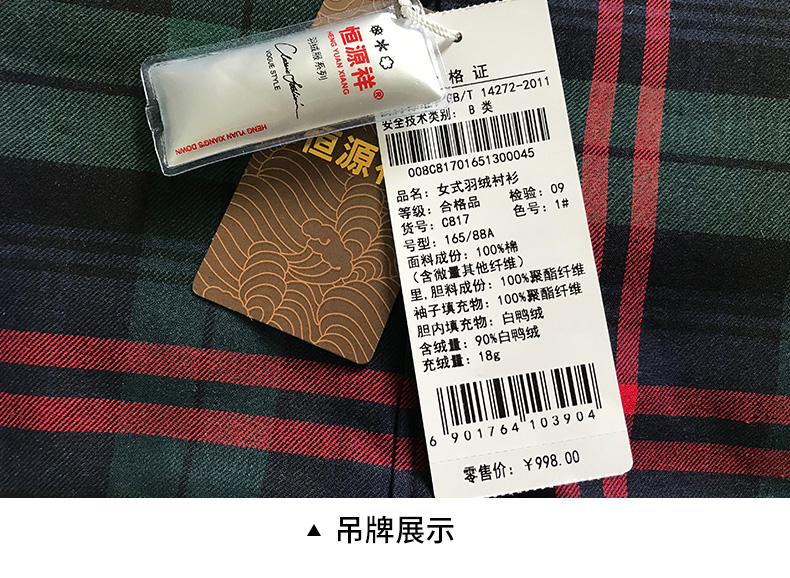 恒源祥®
HENG YUAN XIANG
羽绒服系列
VOGUE STYLE
HENG YUAN XIANG'S DOWN
恒源祥
格证
B/T 14272-2011
安全技术类别: B 类
008C81701651300045
品名: 女式羽绒衬衫
等级: 合格品 检验: 09
货号: C817 色号: 1#
号型: 165/88A
面料成份: 100%棉
(含微量其他纤维)
里,胆料成份: 100%聚酯纤维
袖子填充物: 100%聚酯纤维
胆内填充物: 白鸭绒
含绒量: 90%白鸭绒
充绒量: 18g
6 901764 103904
零售价: ¥998.00
▲ 吊牌展示